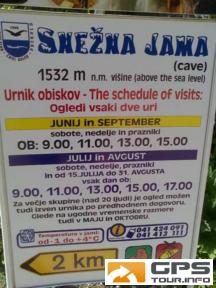 SNEŽNA JAMA
(cave)
1532 m n.m. višine (above the sea level)
Urnik obiskov - The schedule of visits:
Ogledi vsaki dve uri
JUNIJ in SEPTEMBER
sobote, nedelje in prazniki
OB: 9.00, 11.00, 13.00, 15.00
JULIJ in AVGUST
sobote, nedelje in prazniki
in od 15.JULIJA do 31. AVGUSTA
vsak dan ob:
9.00, 11.00, 13.00, 15.00, 17.00
Za večje skupine (nad 20 ljudi) je ogled možen
tudi izven urnika po predhodnem dogovoru.
Glede na ugodne vremenske razmere
tudi v MAJU in OKTOBRU.
Temperatura v jami:
od -1 do +4°C
041
041
2 km
GPS
TOUR.INFO